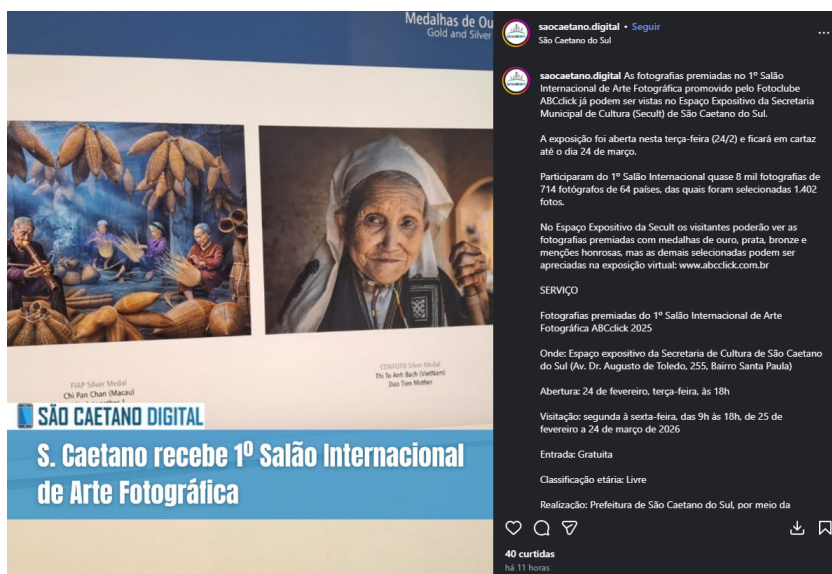 Medalhas de Ou
Gold and Silver
FIAP Silver Medal
Chi Pan Chan (Macau)
CONFOTO Silver Medal
Thi To Anh Bach (VietNam)
Dao Tien Mother
SÃO CAETANO DIGITAL
S. Caetano recebe 1º Salão Internacional
de Arte Fotográfica
saocaetano.digital • Seguir
São Caetano do Sul
saocaetano.digital As fotografias premiadas no 1º Salão
Internacional de Arte Fotográfica promovido pelo Fotoclube
ABCclick já podem ser vistas no Espaço Expositivo da Secretaria
Municipal de Cultura (Secult) de São Caetano do Sul.
A exposição foi aberta nesta terça-feira (24/2) e ficará em cartaz
até o dia 24 de março.
Participam do 1º Salão Internacional quase 8 mil fotografias de
714 fotógrafos de 64 países, das quais foram selecionadas 1.402
fotos.
No Espaço Expositivo da Secult os visitantes poderão ver as
fotografias premiadas com medalhas de ouro, prata, bronze e
menções honrosas, mas as demais selecionadas podem ser
apreciadas na exposição virtual: www.abcclick.com.br
SERVIÇO
Fotografias premiadas do 1º Salão Internacional de Arte
Fotográfica ABCclick 2025
Onde: Espaço expositivo da Secretaria de Cultura de São Caetano
do Sul (Av. Dr. Augusto de Toledo, 255, Bairro Santa Paula)
Abertura: 24 de fevereiro, terça-feira, às 18h
Visitação: segunda à sexta-feira, das 9h às 18h, de 25 de
fevereiro a 24 de março de 2026
Entrada: Gratuita
Classificação etária: Livre
Realização: Prefeitura de São Caetano do Sul, por meio da
40 curtidas
há 11 horas